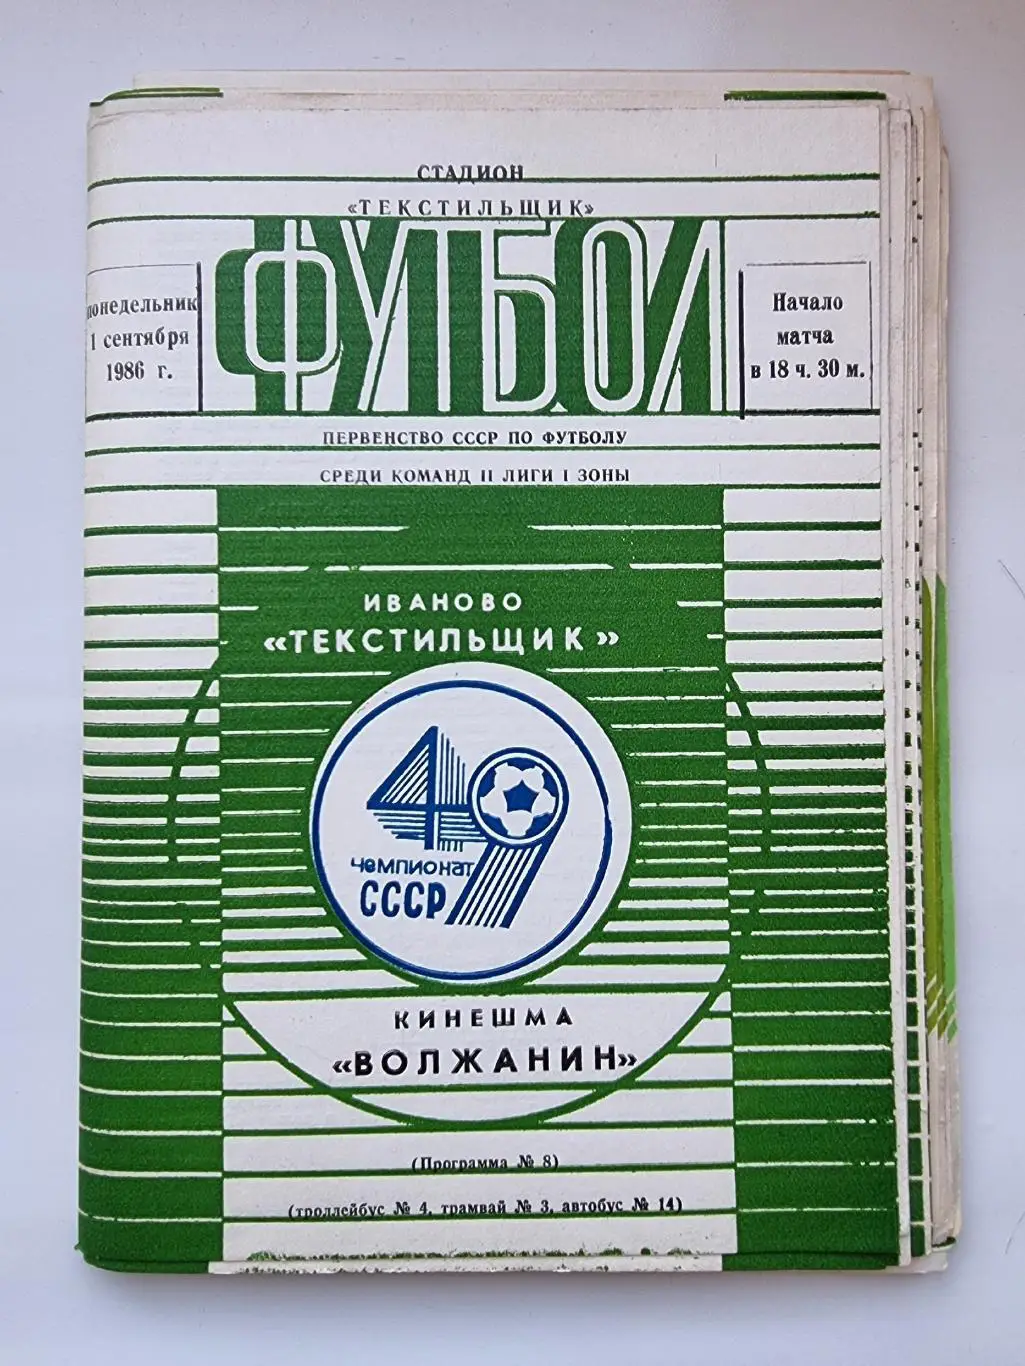 СТАДИОН
«ТЕКСТИЛЬЩИК»
ФУТБОЛ
понедельник
1 сентября
1986 г.
Начало
матча
в 18 ч. 30 м.
ПЕРВЕНСТВО СССР ПО ФУТБОЛУ
СРЕДИ КОМАНД II ЛИГИ I ЗОНЫ
ИВАНОВО
«ТЕКСТИЛЬЩИК»
49
чемпионат
СССР
КИНЕШМА
«ВОЛЖАНИН»
(Программа № 8)
(троллейбус № 4, трамвай № 3, автобус № 14)